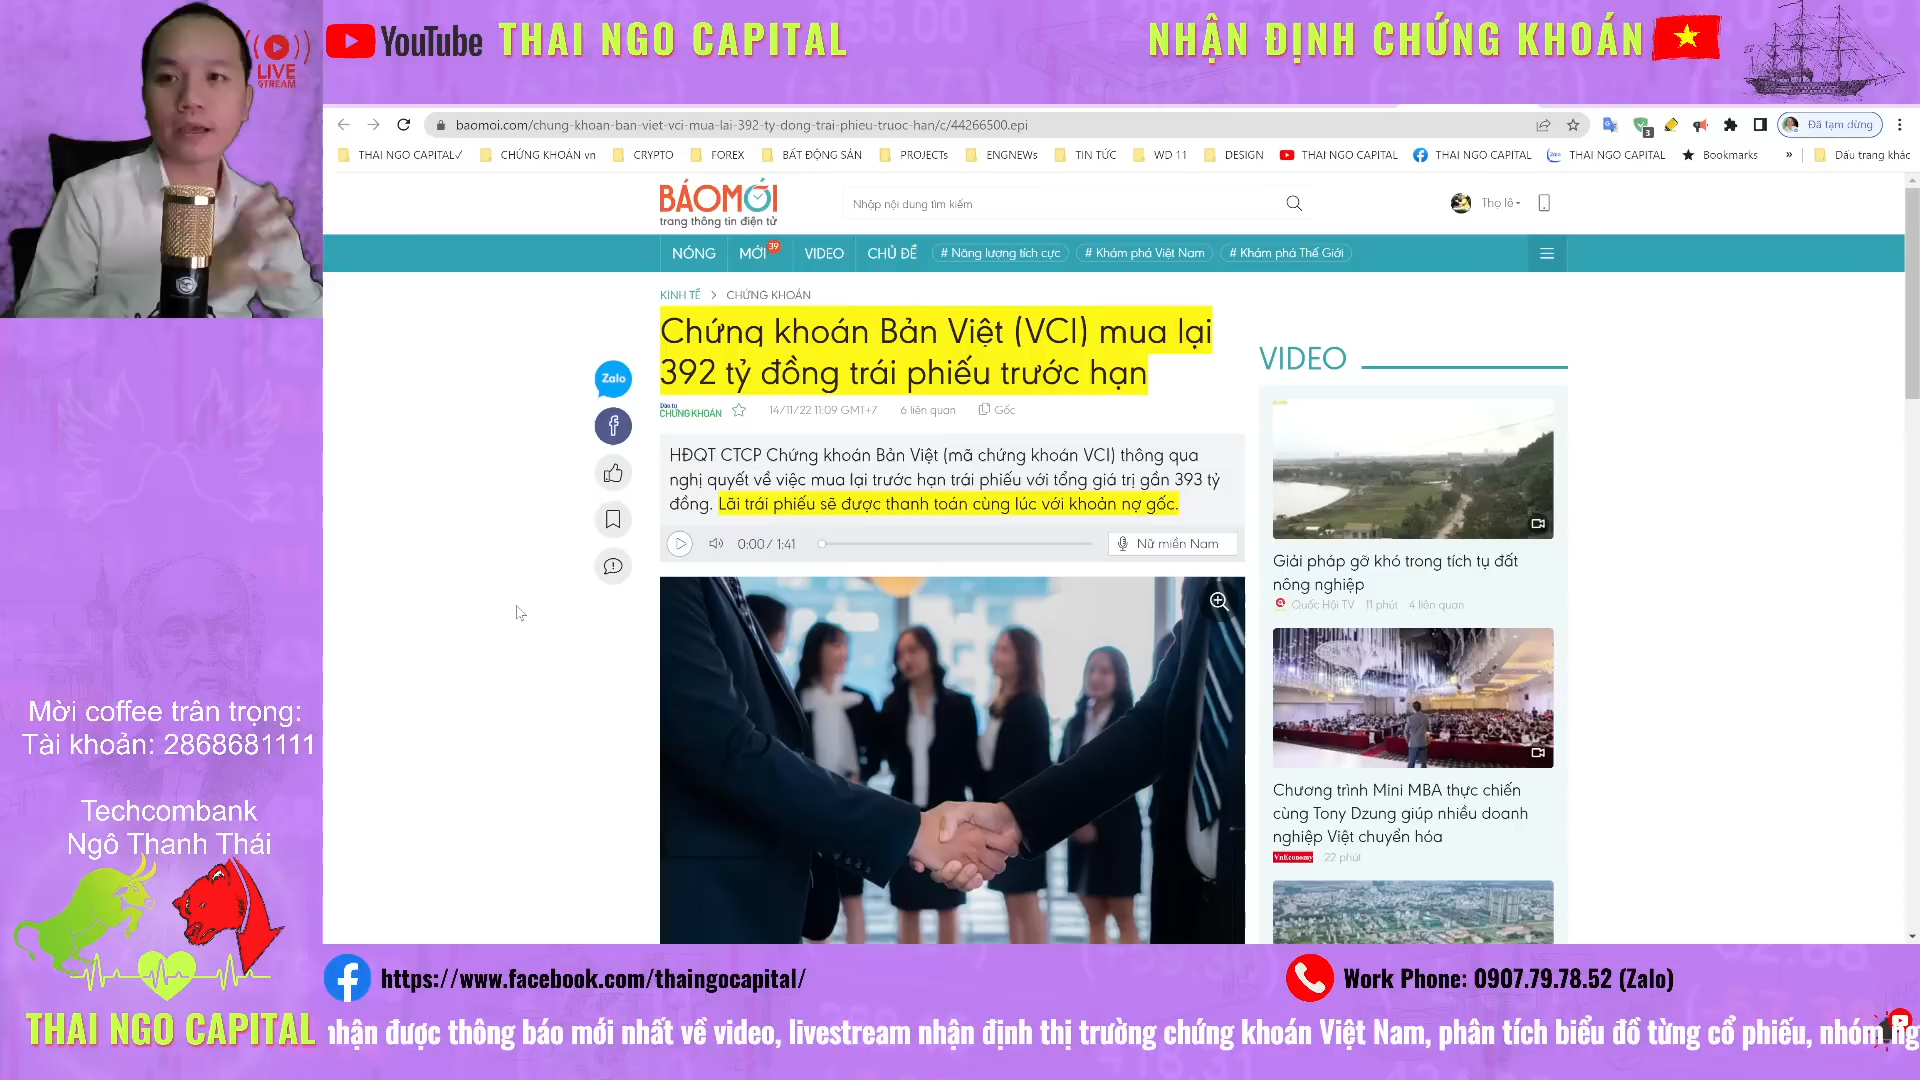 LIVE
STREAM
YouTube THAI NGO CAPITAL
NHẬN ĐỊNH CHỨNG KHOÁN
baomoi.com/chung-khoan-ban-viet-vci-mua-lai-392-ty-dong-trai-phieu-truoc-han/c/44266500.epi
3
Đã tạm dừng
THAI NGO CAPITAL✓ CHỨNG KHOÁN vn CRYPTO FOREX BẤT ĐỘNG SẢN PROJECTs ENGNEWs TIN TỨC WD 11 DESIGN THAI NGO CAPITAL THAI NGO CAPITAL THAI NGO CAPITAL Bookmarks » Dấu trang khác
BÁOMỚI
trang thông tin điện tử
Nhập nội dung tìm kiếm
Thọ lê
NÓNG MỚI 39 VIDEO CHỦ ĐỀ # Năng lượng tích cực # Khám phá Việt Nam # Khám phá Thế Giới
KINH TẾ > CHỨNG KHOÁN
Chứng khoán Bản Việt (VCI) mua lại
392 tỷ đồng trái phiếu trước hạn
Đầu tư
CHỨNG KHOÁN
14/11/22 11:09 GMT+7 6 liên quan Gốc
HĐQT CTCP Chứng khoán Bản Việt (mã chứng khoán VCI) thông qua
nghị quyết về việc mua lại trước hạn trái phiếu với tổng giá trị gần 393 tỷ
đồng. Lãi trái phiếu sẽ được thanh toán cùng lúc với khoản nợ gốc.
0:00 / 1:41
Nữ miền Nam
Zalo
VIDEO
Giải pháp gỡ khó trong tích tụ đất
nông nghiệp
Quốc Hội TV 11 phút 4 liên quan
Chương trình Mini MBA thực chiến
cùng Tony Dzung giúp nhiều doanh
nghiệp Việt chuyển hóa
VnEconomy 22 phút
Mời coffee trân trọng:
Tài khoản: 2868681111
Techcombank
Ngô Thanh Thái
THAI NGO CAPITAL
https://www.facebook.com/thaingocapital/
Work Phone: 0907.79.78.52 (Zalo)
nhận được thông báo mới nhất về video, livestream nhận định thị trường chứng khoán Việt Nam, phân tích biểu đồ từng cổ phiếu, nhóm ng